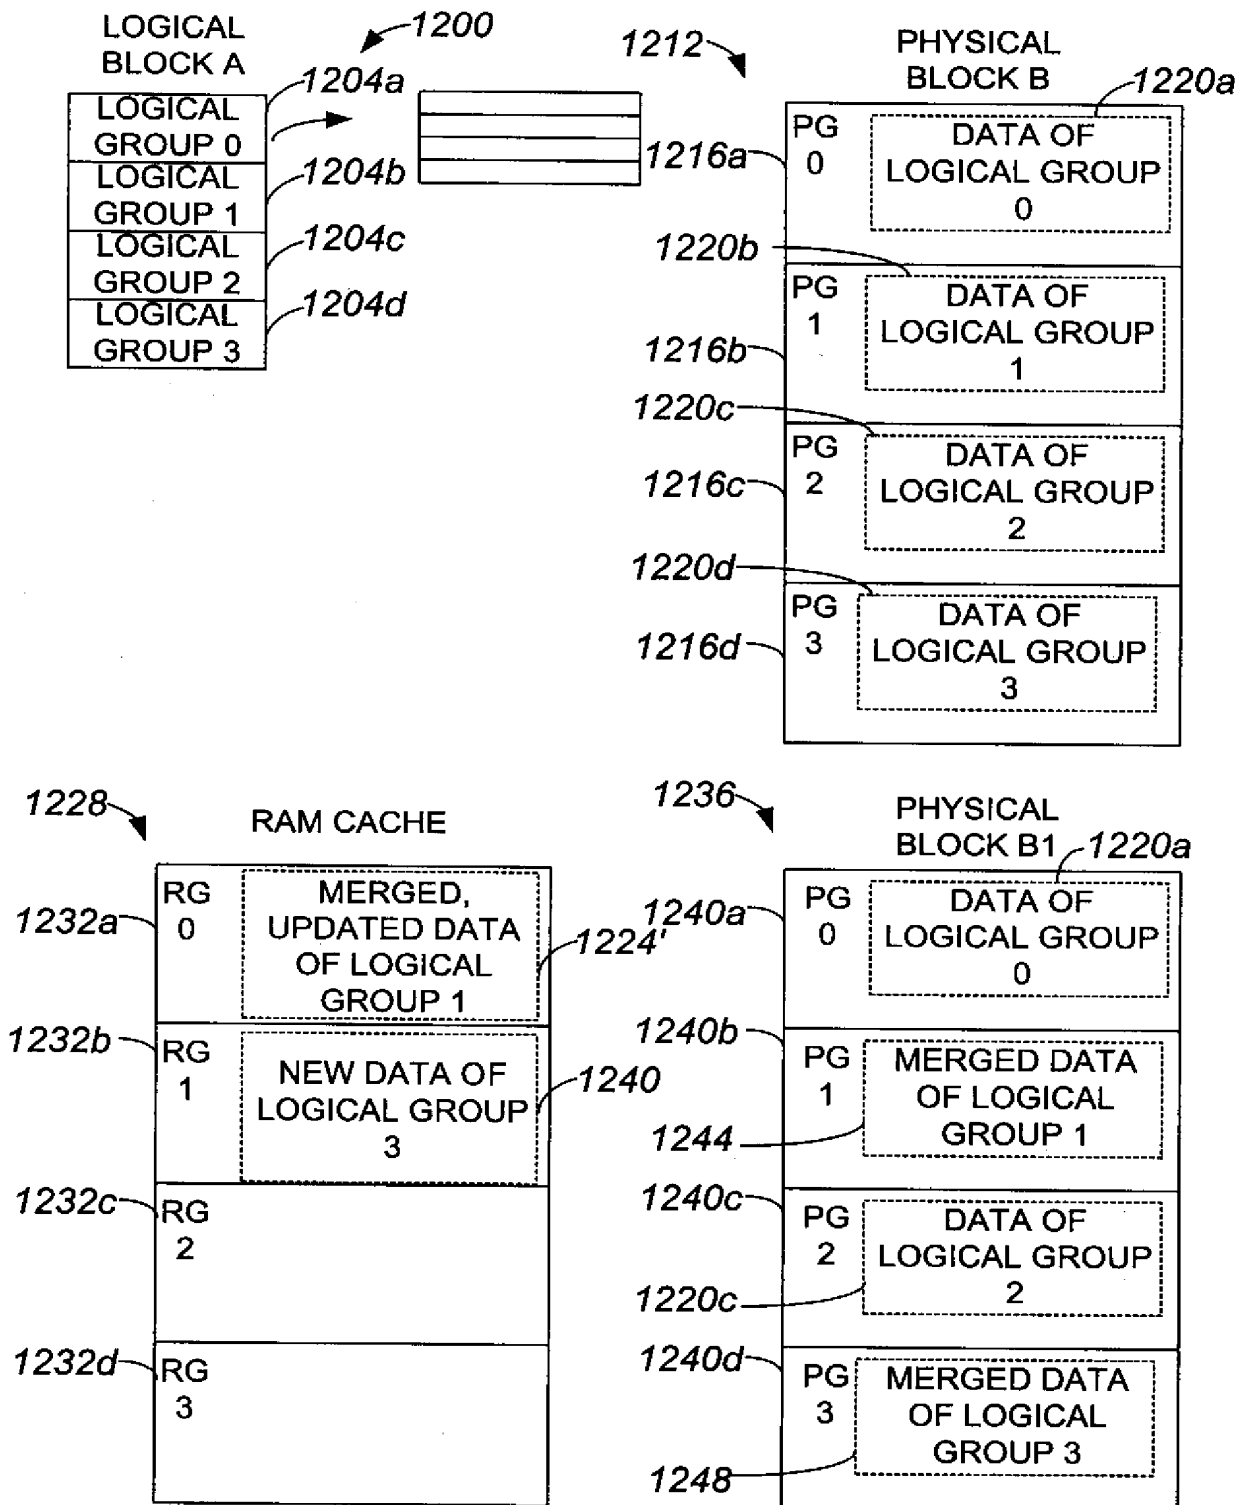 LOGICAL
BLOCK A
1200
1204a
LOGICAL
GROUP 0
LOGICAL
GROUP 1
1204b
LOGICAL
GROUP 2
1204c
LOGICAL
GROUP 3
1204d
1212
PHYSICAL
BLOCK B
1220a
1216a
PG
0
DATA OF
LOGICAL GROUP
0
1220b
1216b
PG
1
DATA OF
LOGICAL GROUP
1
1220c
1216c
PG
2
DATA OF
LOGICAL GROUP
2
1220d
1216d
PG
3
DATA OF
LOGICAL GROUP
3
1228
RAM CACHE
1232a
RG
0
MERGED,
UPDATED DATA
OF LOGICAL
GROUP 1
1224'
1232b
RG
1
NEW DATA OF
LOGICAL GROUP
3
1240
1232c
RG
2
1232d
RG
3
1236
PHYSICAL
BLOCK B1
1220a
1240a
PG
0
DATA OF
LOGICAL GROUP
0
1240b
PG
1
MERGED DATA
OF LOGICAL
GROUP 1
1244
1240c
PG
2
DATA OF
LOGICAL GROUP
2
1220c
1240d
PG
3
MERGED DATA
OF LOGICAL
GROUP 3
1248